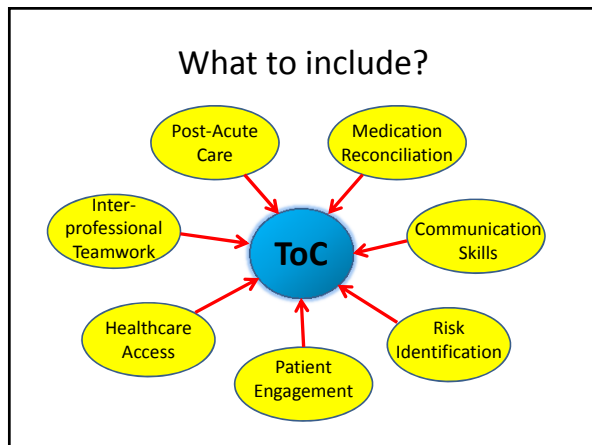 What to include?
Post-Acute
Care
Medication
Reconciliation
Inter-
professional
Teamwork
ToC
Communication
Skills
Healthcare
Access
Risk
Identification
Patient
Engagement